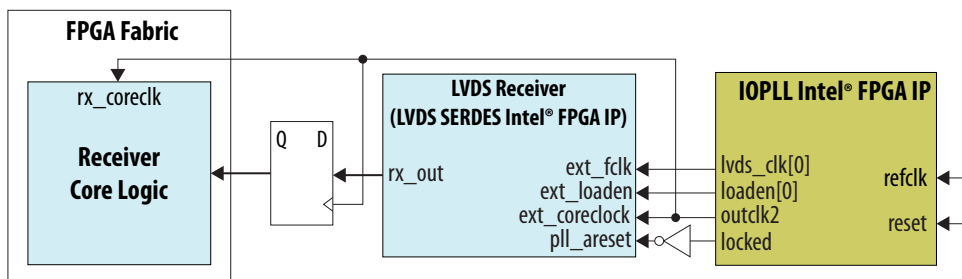 FPGA Fabric
rx_coreclk
Receiver
Core Logic
Q D
LVDS Receiver
(LVDS SERDES Intel® FPGA IP)
rx_out
ext_fclk
ext_loaden
ext_coreclock
pll_areset
IOPLL Intel® FPGA IP
lvds_clk[0]
loaden[0]
outclk2
locked
refclk
reset